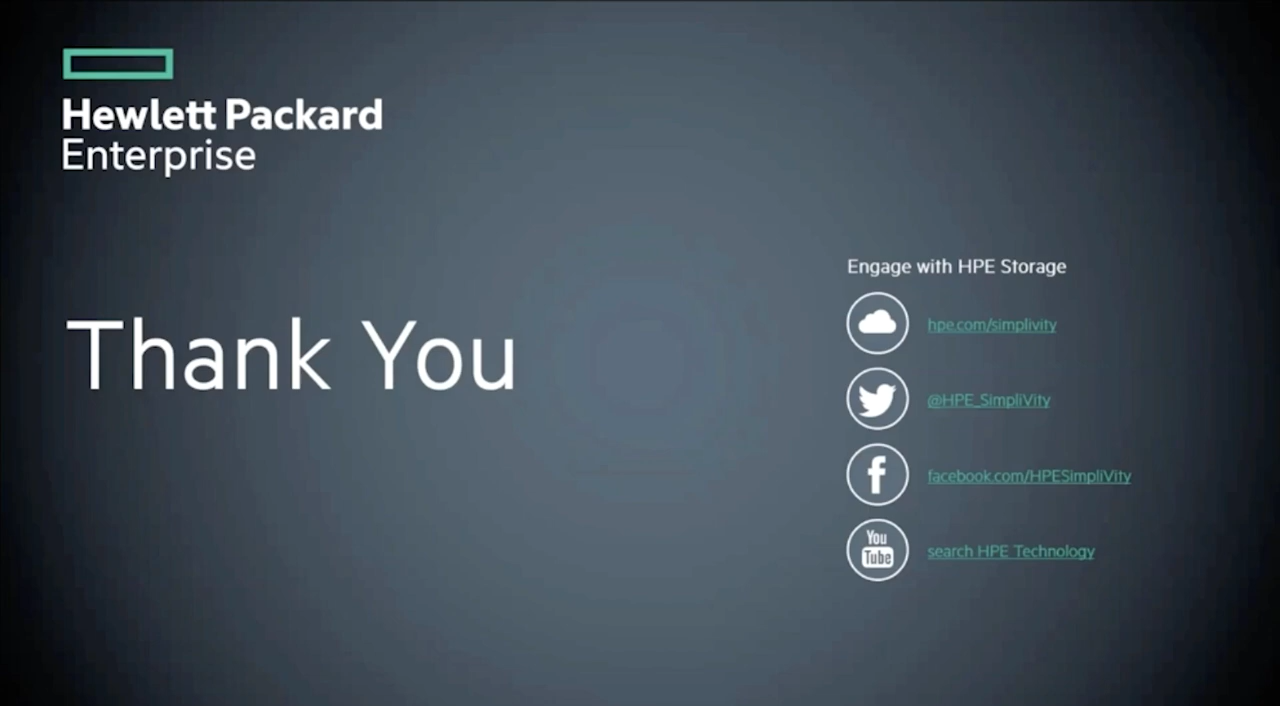 Hewlett Packard
Enterprise
Thank You
Engage with HPE Storage
hpe.com/simplivity
@HPE_SimpliVity
facebook.com/HPESimpliVity
You
Tube
search HPE Technology